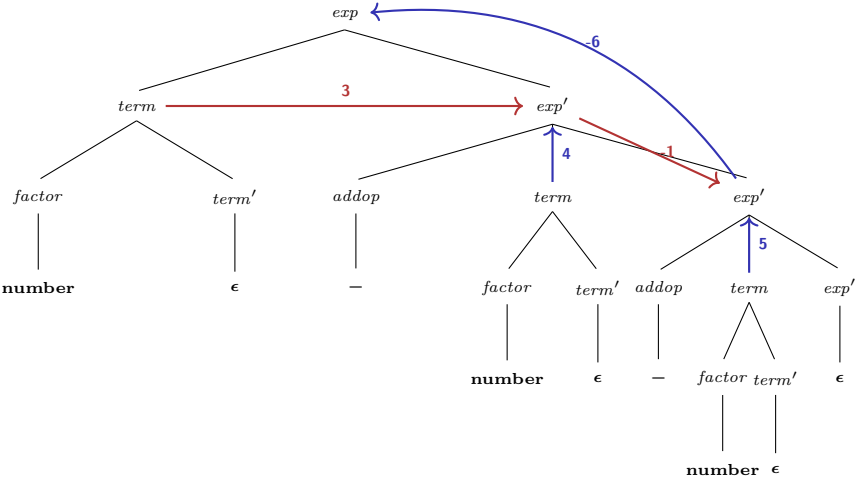 exp
-6
3
term exp′
-1
4
factor term′ addop term exp′
5
number ϵ − factor term′ addop term exp′
number ϵ − factor term′ ϵ
number ϵ